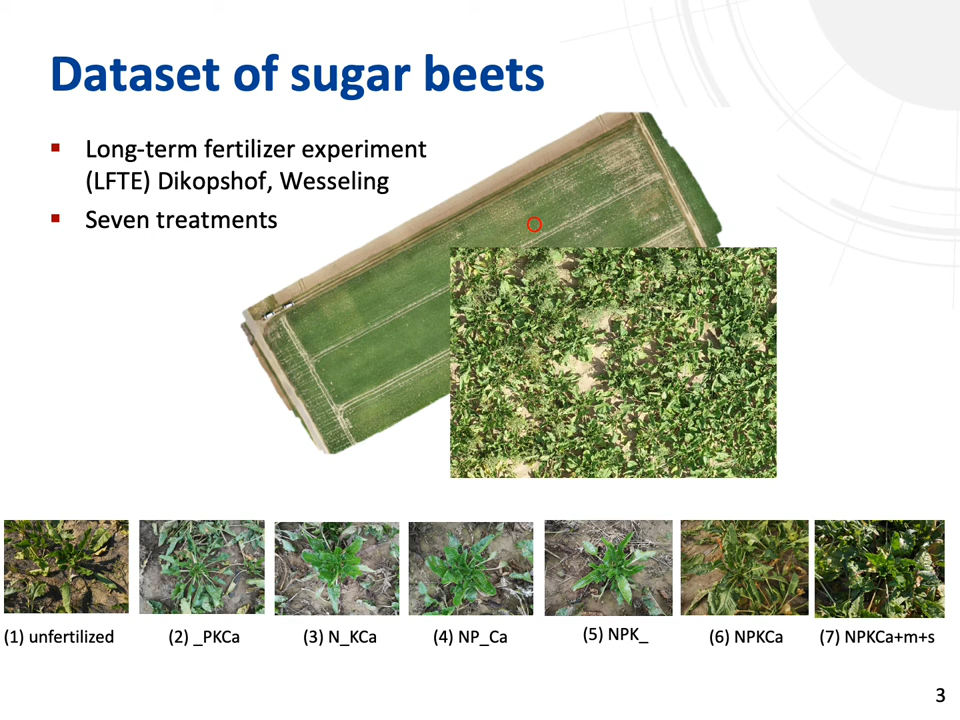 Dataset of sugar beets
Long-term fertilizer experiment
(LFTE) Dikopshof, Wesseling
Seven treatments
(1) unfertilized
(2) _PKCa
(3) N_KCa
(4) NP_Ca
(5) NPK_
(6) NPKCa
(7) NPKCa+m+s
3